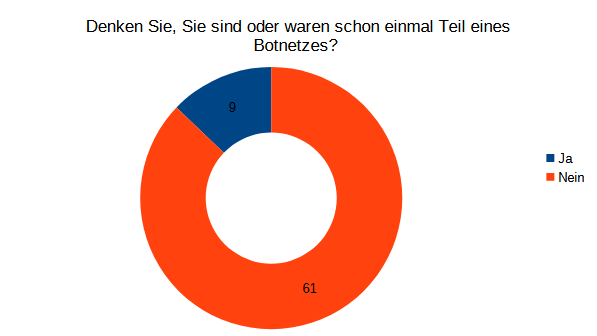 Denken Sie, Sie sind oder waren schon einmal Teil eines
Botnetzes?
9
Ja
Nein
61